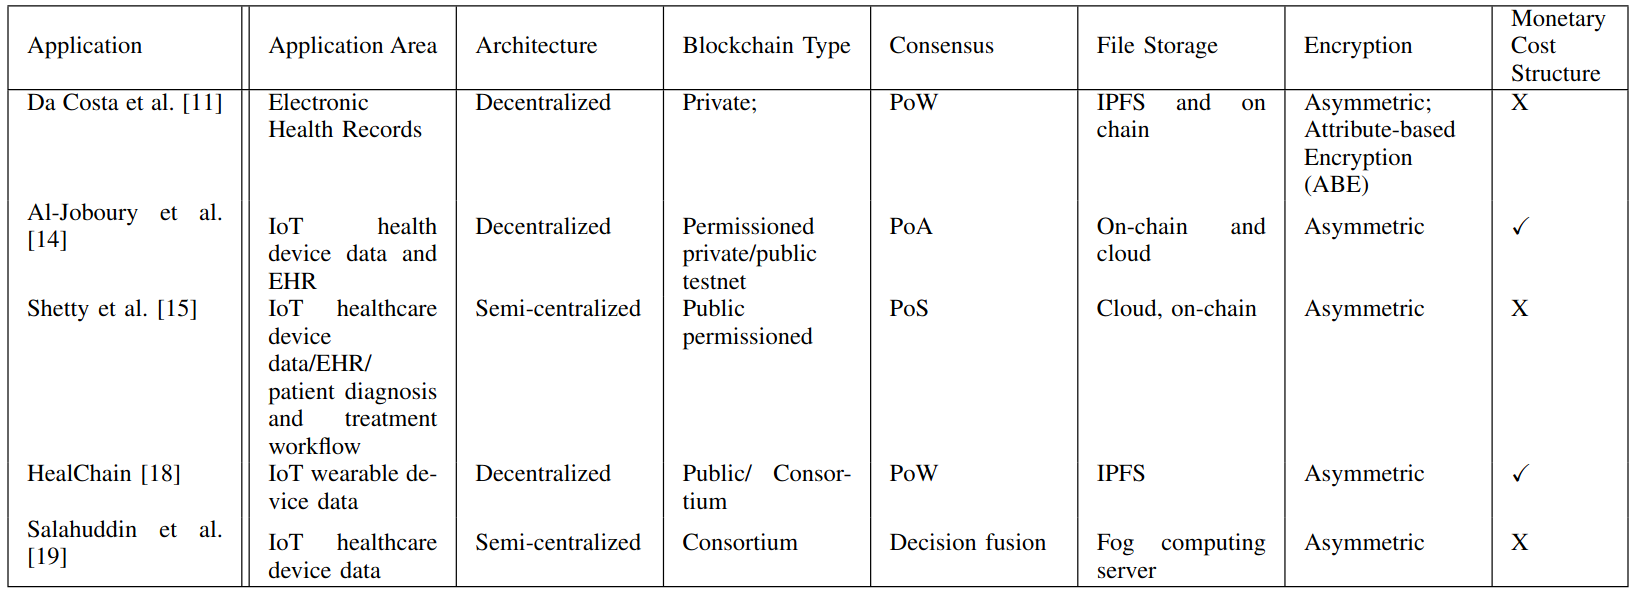 Application Application Area Architecture Blockchain Type Consensus File Storage Encryption Monetary Cost Structure
Da Costa et al. [11] Electronic Decentralized Private; PoW IPFS and on Asymmetric; X
Health Records chain Attribute-based
Encryption
(ABE)
Al-Joboury et al.
[14] IoT health Decentralized Permissioned PoA On-chain and Asymmetric ✓
device data and private/public cloud
EHR testnet
Shetty et al. [15] IoT healthcare Semi-centralized Public PoS Cloud, on-chain Asymmetric X
device permissioned
data/EHR/
patient diagnosis
and treatment
workflow
HealChain [18] IoT wearable de- Decentralized Public/ Consor- PoW IPFS Asymmetric ✓
vice data tium
Salahuddin et al.
[19] IoT healthcare Semi-centralized Consortium Decision fusion Fog computing Asymmetric X
device data server